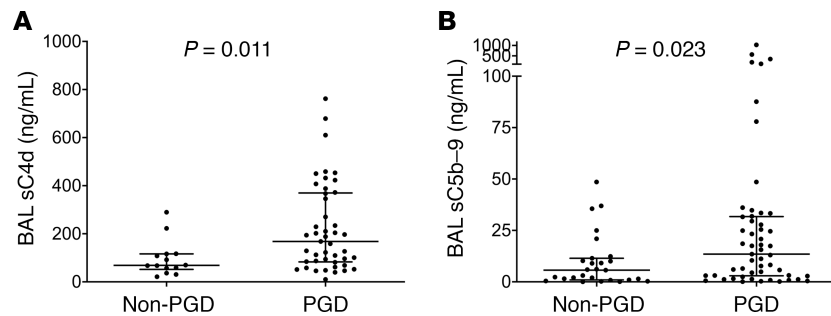 A
P = 0.011
BAL sC4d (ng/mL)
1000
800
600
400
200
0
Non-PGD
PGD
B
P = 0.023
BAL sC5b–9 (ng/mL)
1000
500
100
75
50
25
0
Non-PGD
PGD